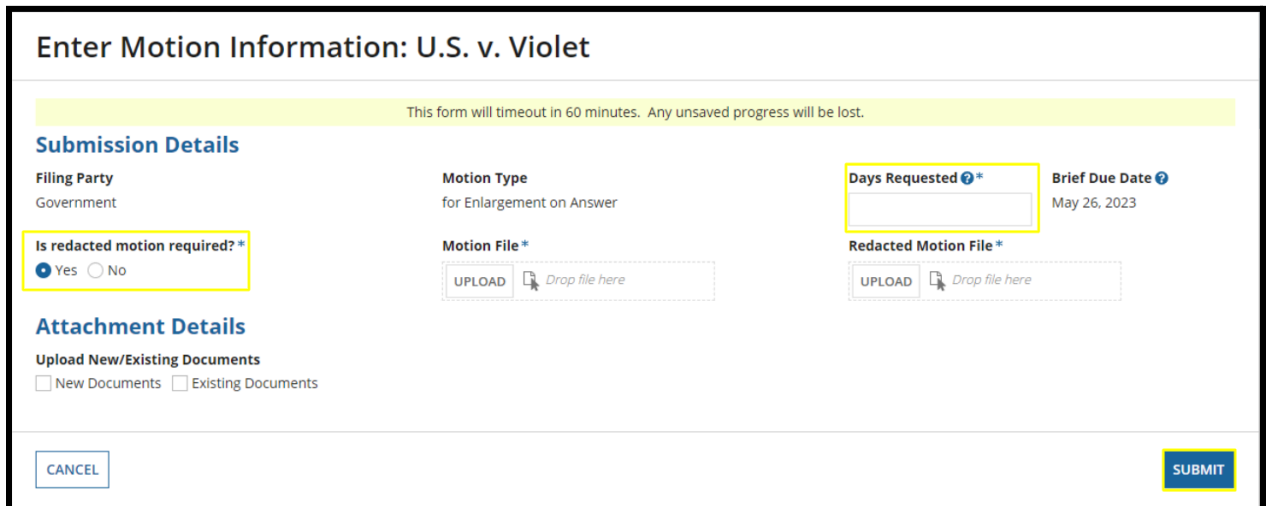 Enter Motion Information: U.S. v. Violet
This form will timeout in 60 minutes. Any unsaved progress will be lost.
Submission Details
Filing Party
Government
Motion Type
for Enlargement on Answer
Days Requested ? *
Brief Due Date ?
May 26, 2023
Is redacted motion required? *
Yes No
Motion File *
UPLOAD Drop file here
Redacted Motion File *
UPLOAD Drop file here
Attachment Details
Upload New/Existing Documents
New Documents Existing Documents
CANCEL
SUBMIT